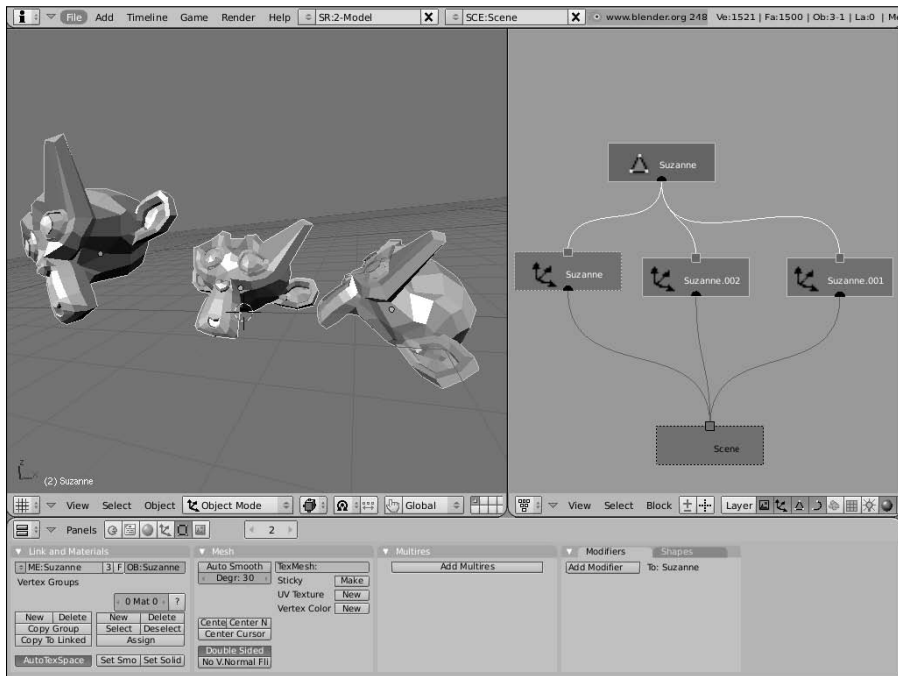 File Add Timeline Game Render Help SR:2-Model X SCE:Scene X www.blender.org 248 Ve:1521 | Fa:1500 | Ob:3-1 | La:0 | M
Suzanne
Suzanne
Suzanne.002
Suzanne.001
Scene
z
x
(2) Suzanne
View Select Object Object Mode Global
View Select Block Layer
Panels 2
Link and Materials
ME:Suzanne 3 F OB:Suzanne
Vertex Groups
0 Mat 0 ?
New Delete New Delete
Copy Group Select Deselect
Copy To Linked Assign
AutoTexSpace Set Smo Set Solid
Mesh
Auto Smooth TexMesh:
Degr: 30 Sticky Make
UV Texture New
Vertex Color New
Cente Center N
Center Cursor
Double Sided
No V.Normal Fli
Multires
Add Multires
Modifiers Shapes
Add Modifier To: Suzanne